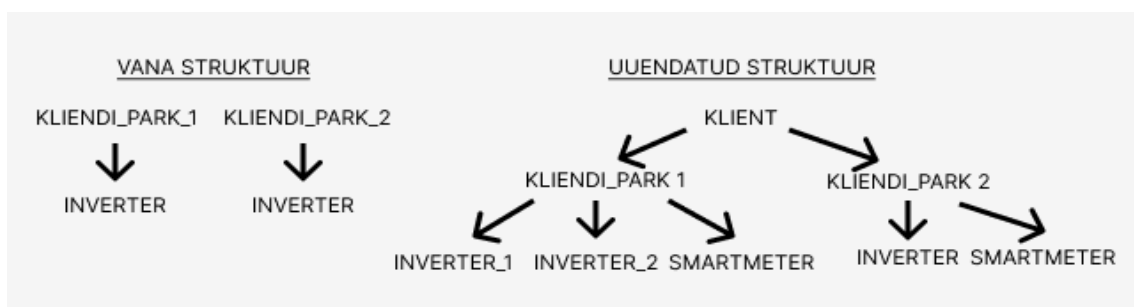 VANA STRUKTUUR
KLIENDI_PARK_1 KLIENDI_PARK_2
INVERTER INVERTER
UUENDATUD STRUKTUUR
KLIENT
KLIENDI_PARK 1 KLIENDI_PARK 2
INVERTER_1 INVERTER_2 SMARTMETER INVERTER SMARTMETER